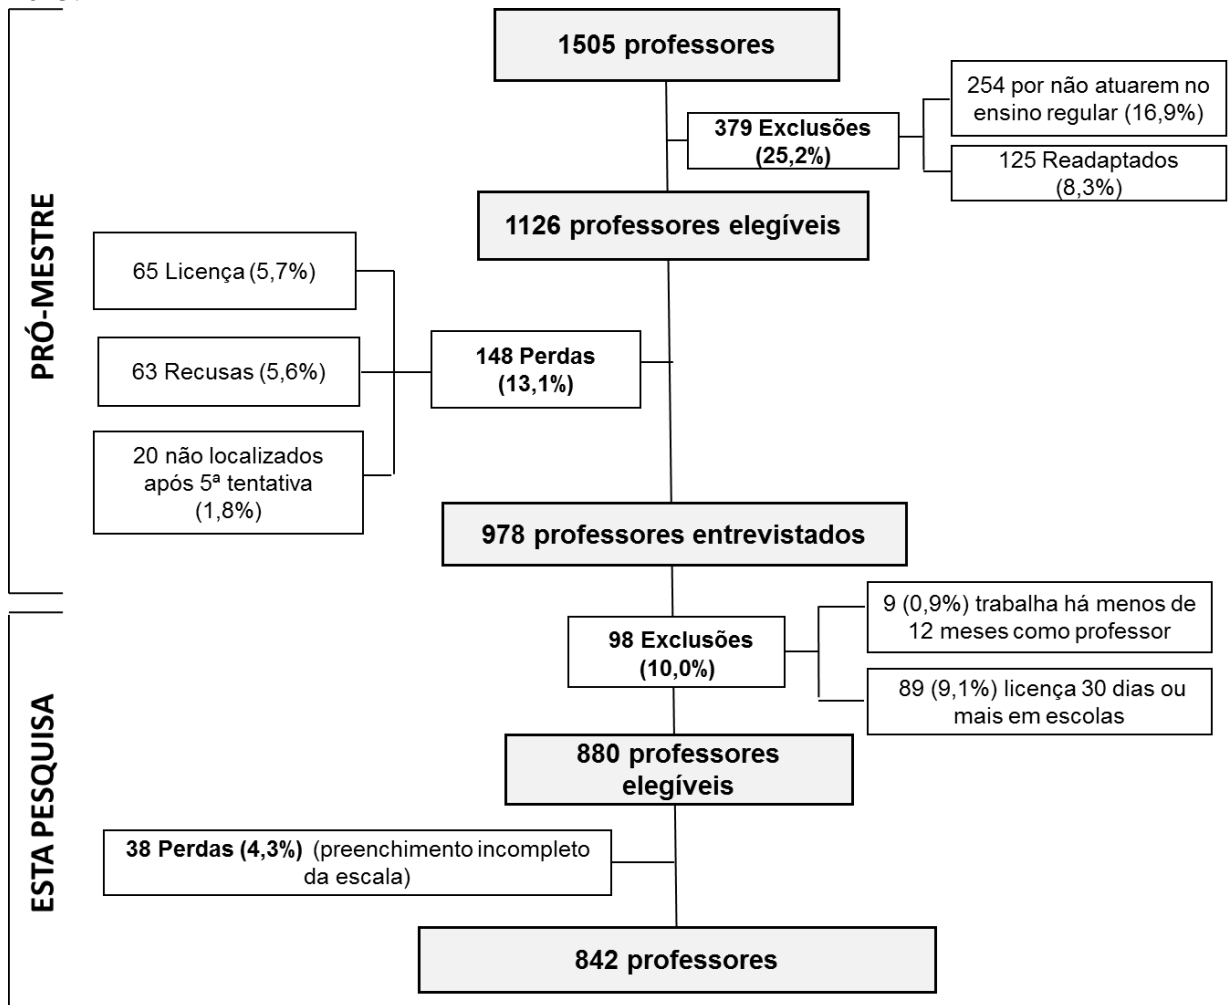 PRÓ-MESTRE
1505 professores
379 Exclusões
(25,2%)
254 por não atuarem no
ensino regular (16,9%)
125 Readaptados
(8,3%)
1126 professores elegíveis
65 Licença (5,7%)
63 Recusas (5,6%)
20 não localizados
após 5ª tentativa
(1,8%)
148 Perdas
(13,1%)
978 professores entrevistados
ESTA PESQUISA
98 Exclusões
(10,0%)
9 (0,9%) trabalha há menos de
12 meses como professor
89 (9,1%) licença 30 dias ou
mais em escolas
880 professores
elegíveis
38 Perdas (4,3%) (preenchimento incompleto
da escala)
842 professores